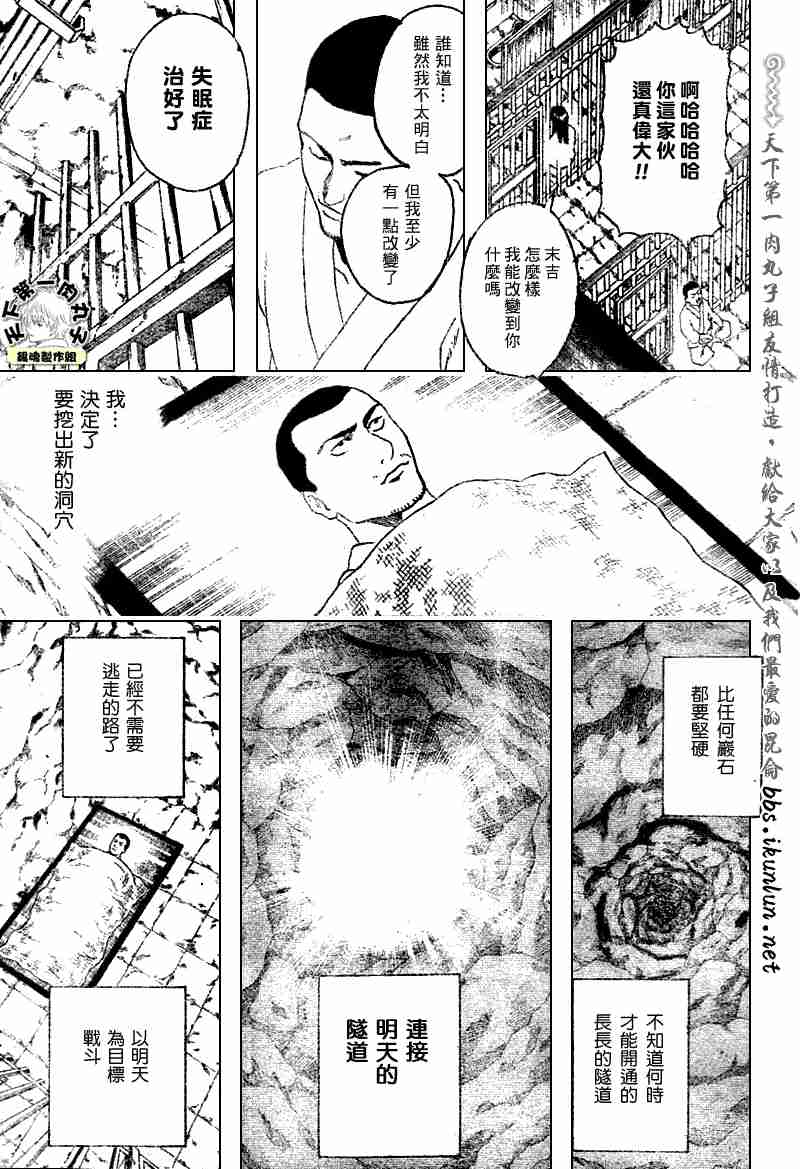 啊哈哈哈哈
你這家伙
還真偉大!!
末吉
怎麼樣
我能改變到你
什麼嗎
誰知道…
雖然我不太明白
但我至少
有一點改變了
失眠症
治好了
我…
決定了
要挖出新的洞穴
比任何巖石
都要堅硬
不知道何時
才能開通的
長長的隧道
連接
明天的
隧道
已經不需要
逃走的路了
以明天
為目標
戰斗
天下第一肉丸子組友情打造，獻給大家以及我們最愛的昆侖 bbs.ikunlun.net
天下第一肉丸子
漫畫製作組